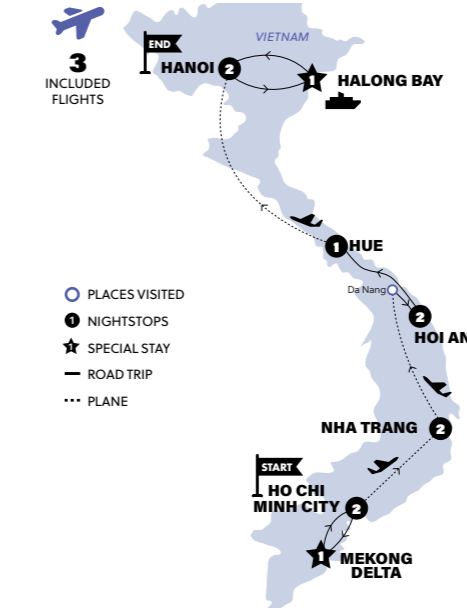 3
INCLUDED
FLIGHTS
END
VIETNAM
HANOI 2
1 HALONG BAY
1 HUE
Da Nang
2
HOI AN
PLACES VISITED
1 NIGHTSTOPS
1 SPECIAL STAY
ROAD TRIP
PLANE
NHA TRANG 2
START
HO CHI
MINH CITY 2
1 MEKONG
DELTA